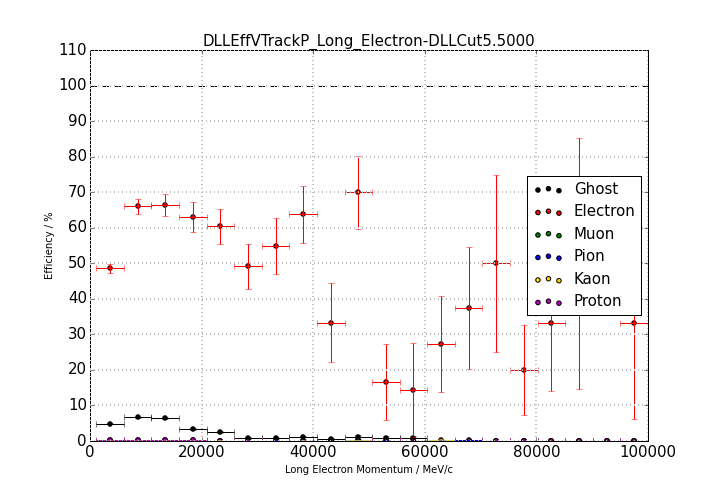 DLLEffVTrackP_Long_Electron-DLLCut5.5000
110
100
90
80
70
60
50
40
30
20
10
0
Efficiency / %
Ghost
Electron
Muon
Pion
Kaon
Proton
0 20000 40000 60000 80000 100000
Long Electron Momentum / MeV/c